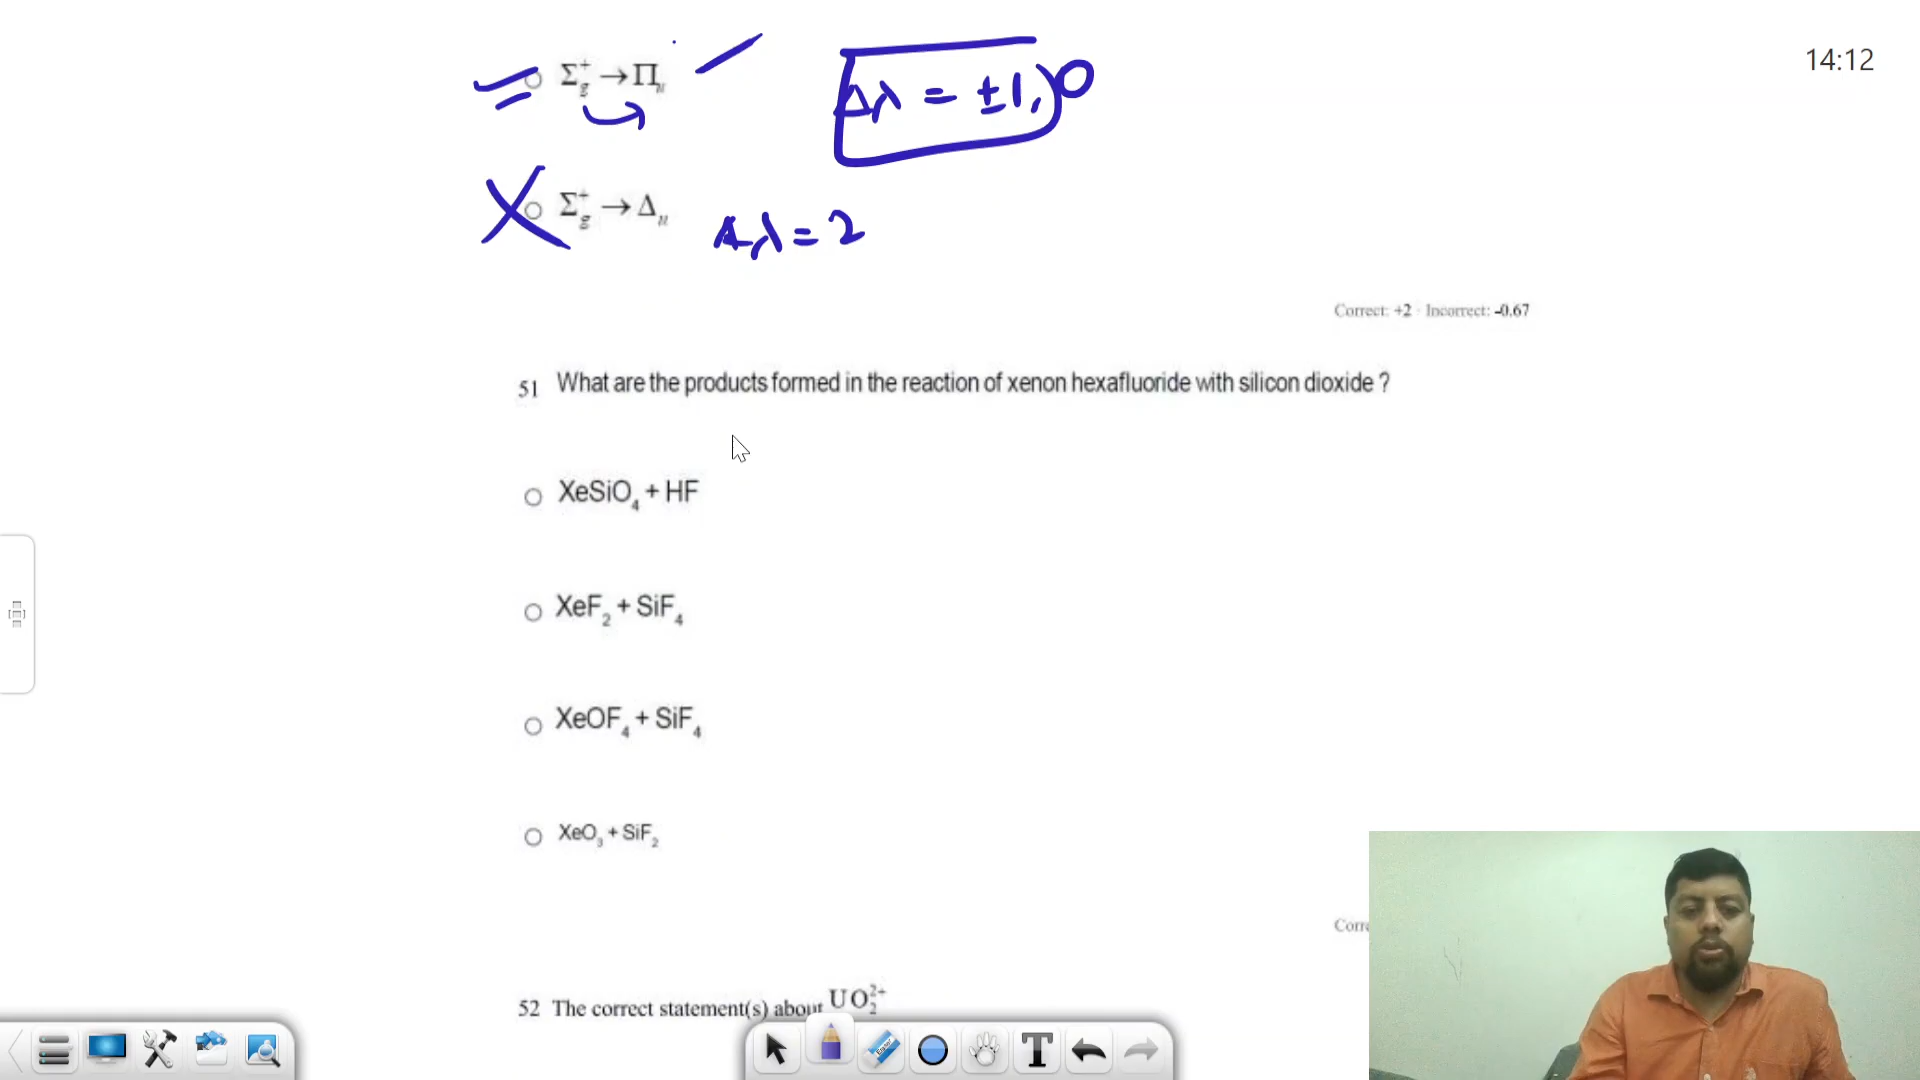 Σg+ → Πu
Δλ = ±1, 0
14:12
Σg+ → Δu
Δλ = 2
Correct: +2 · Incorrect: -0.67
51 What are the products formed in the reaction of xenon hexafluoride with silicon dioxide ?
XeSiO4 + HF
XeF2 + SiF4
XeOF4 + SiF4
XeO3 + SiF2
52 The correct statement(s) about UO2 2+
Eraser
T